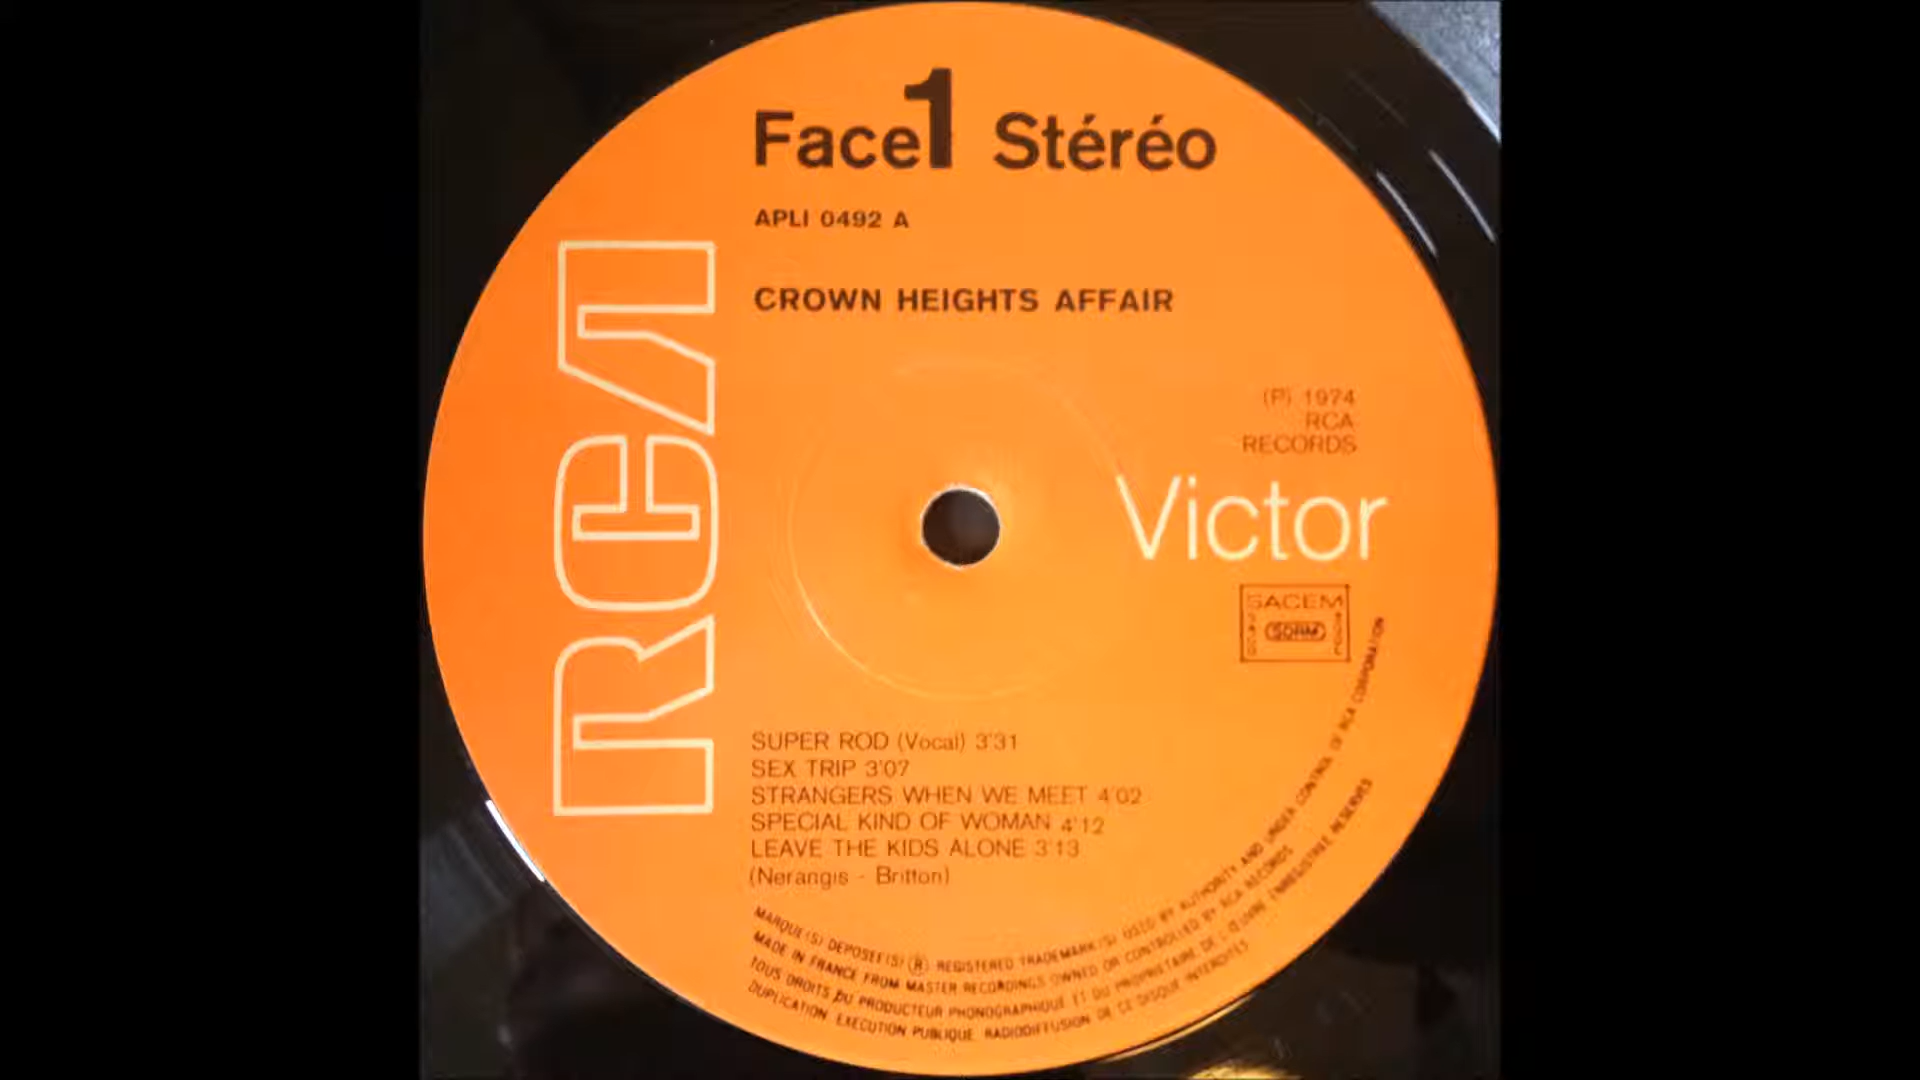 Face 1 Stéréo
APLI 0492 A
CROWN HEIGHTS AFFAIR
RCA
(P) 1974
RCA
RECORDS
Victor
SACEM
SDRM
SUPER ROD (Vocal) 3'31
SEX TRIP 3'07
STRANGERS WHEN WE MEET 4'02
SPECIAL KIND OF WOMAN 4'12
LEAVE THE KIDS ALONE 3'13
(Nerangis - Britton)
MARQUE(S) DEPOSEE(S) ® REGISTERED TRADEMARK(S) USED BY AUTHORITY AND UNDER CONTROL OF RCA CORPORATION
MADE IN FRANCE FROM MASTER RECORDINGS OWNED OR CONTROLLED BY RCA RECORDS
TOUS DROITS DU PRODUCTEUR PHONOGRAPHIQUE ET DU PROPRIETAIRE DE L'ŒUVRE ENREGISTREE RESERVES
DUPLICATION EXECUTION PUBLIQUE RADIODIFFUSION DE CE DISQUE INTERDITES